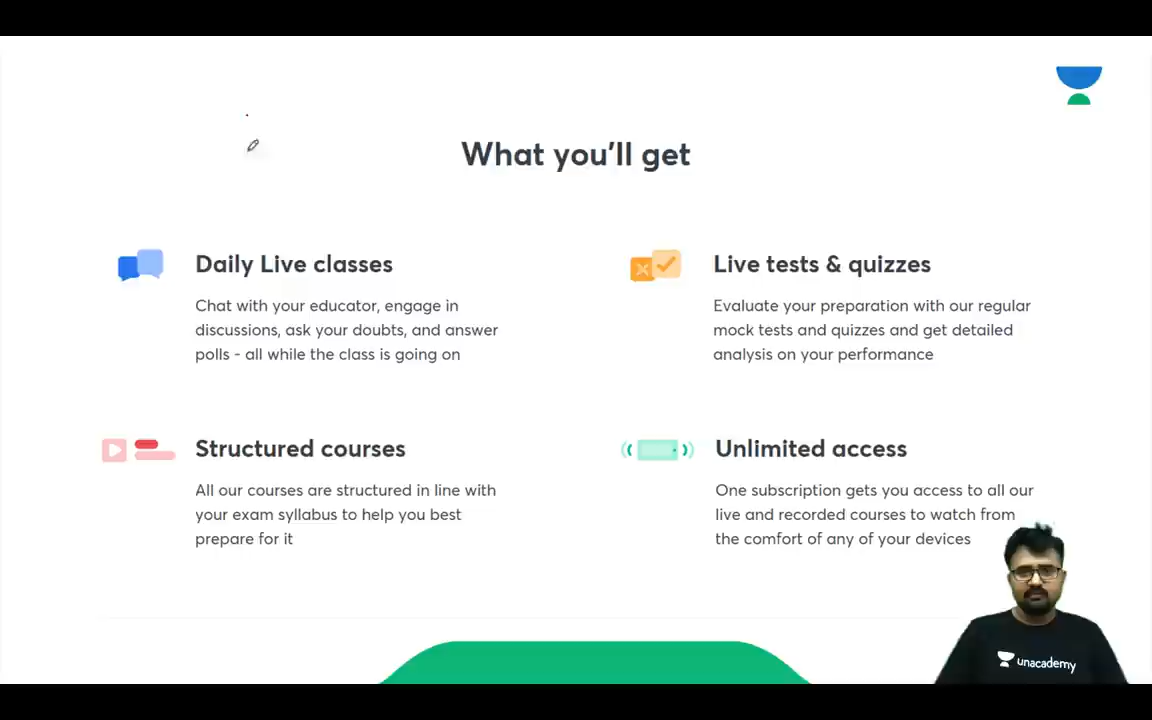 What you'll get
Daily Live classes
Chat with your educator, engage in
discussions, ask your doubts, and answer
polls - all while the class is going on
Live tests & quizzes
Evaluate your preparation with our regular
mock tests and quizzes and get detailed
analysis on your performance
Structured courses
All our courses are structured in line with
your exam syllabus to help you best
prepare for it
Unlimited access
One subscription gets you access to all our
live and recorded courses to watch from
the comfort of any of your devices
unacademy